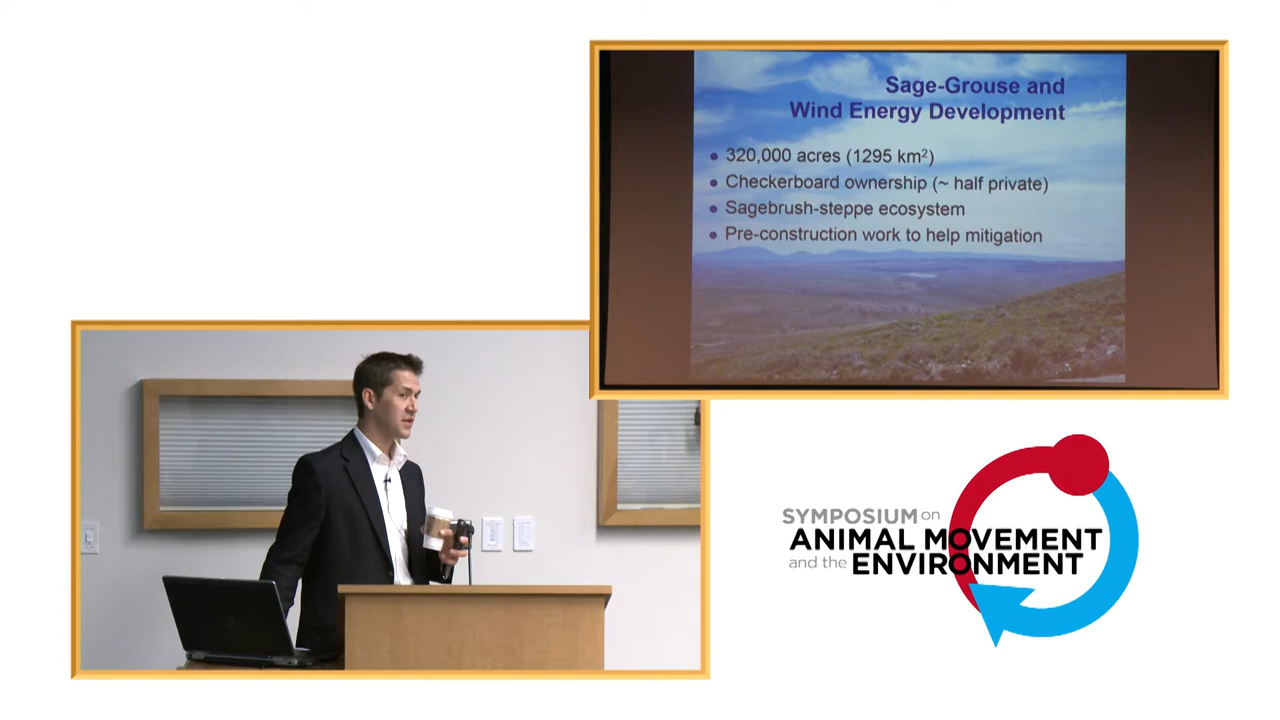 Sage-Grouse and
Wind Energy Development
• 320,000 acres (1295 km²)
• Checkerboard ownership (~ half private)
• Sagebrush-steppe ecosystem
• Pre-construction work to help mitigation
SYMPOSIUM on
ANIMAL MOVEMENT
and the ENVIRONMENT